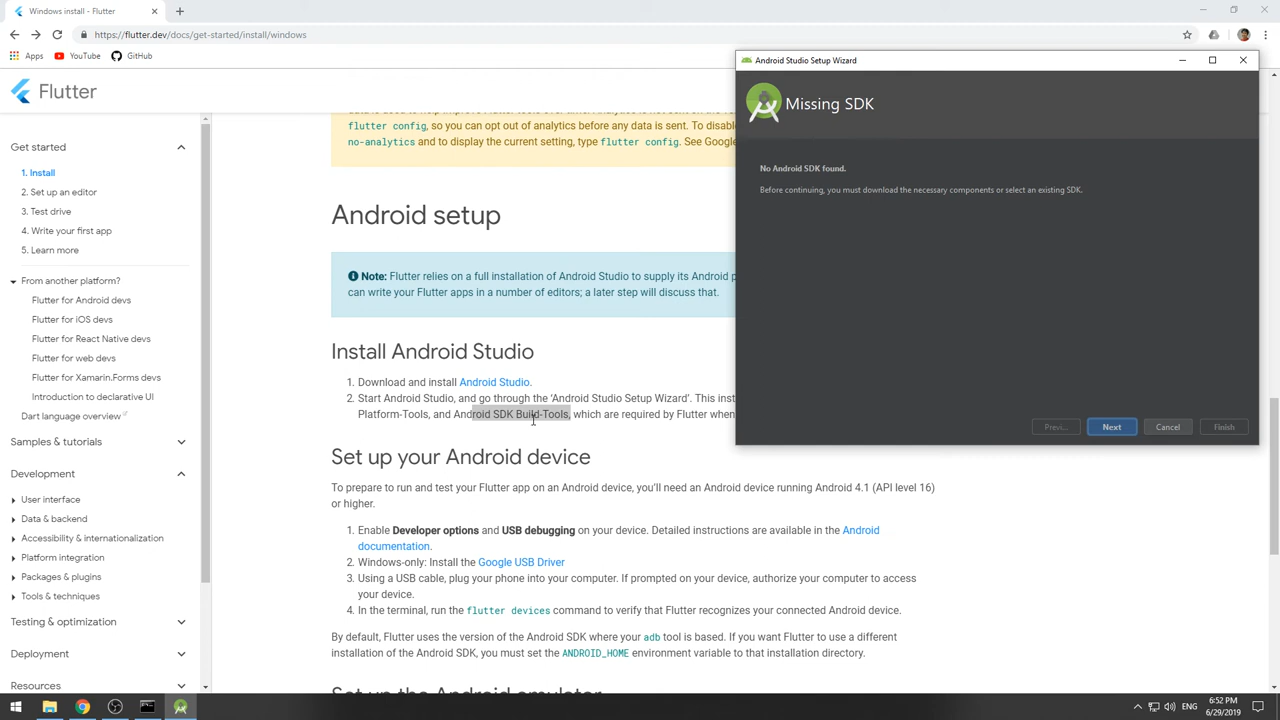 Windows install - Flutter
https://flutter.dev/docs/get-started/install/windows
Apps YouTube GitHub
Flutter
Get started
1. Install
2. Set up an editor
3. Test drive
4. Write your first app
5. Learn more
From another platform?
Flutter for Android devs
Flutter for iOS devs
Flutter for React Native devs
Flutter for web devs
Flutter for Xamarin.Forms devs
Introduction to declarative UI
Dart language overview
Samples & tutorials
Development
User interface
Data & backend
Accessibility & internationalization
Platform integration
Packages & plugins
Tools & techniques
Testing & optimization
Deployment
Resources
flutter config, so you can opt out of analytics before any data is sent. To disable
no-analytics and to display the current setting, type flutter config. See Google
Android setup
Note: Flutter relies on a full installation of Android Studio to supply its Android p
can write your Flutter apps in a number of editors; a later step will discuss that.
Install Android Studio
1. Download and install Android Studio.
2. Start Android Studio, and go through the ‘Android Studio Setup Wizard’. This inst
Platform-Tools, and Android SDK Build-Tools, which are required by Flutter when
Set up your Android device
To prepare to run and test your Flutter app on an Android device, you’ll need an Android device running Android 4.1 (API level 16)
or higher.
1. Enable Developer options and USB debugging on your device. Detailed instructions are available in the Android
documentation.
2. Windows-only: Install the Google USB Driver
3. Using a USB cable, plug your phone into your computer. If prompted on your device, authorize your computer to access
your device.
4. In the terminal, run the flutter devices command to verify that Flutter recognizes your connected Android device.
By default, Flutter uses the version of the Android SDK where your adb tool is based. If you want Flutter to use a different
installation of the Android SDK, you must set the ANDROID_HOME environment variable to that installation directory.
Set up the Android emulator
Android Studio Setup Wizard
Missing SDK
No Android SDK found.
Before continuing, you must download the necessary components or select an existing SDK.
Previ... Next Cancel Finish
ENG
6:52 PM
6/29/2019